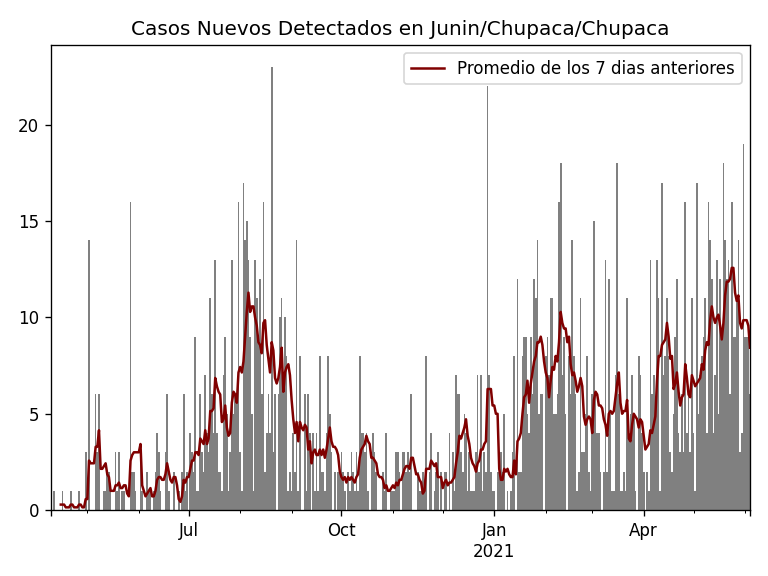 Casos Nuevos Detectados en Junin/Chupaca/Chupaca
Promedio de los 7 dias anteriores
20
15
10
5
0
Jul
Oct
Jan
2021
Apr